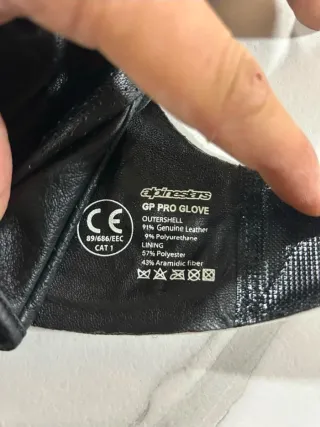 alpinestars
GP PRO GLOVE
OUTERSHELL
91% Genuine Leather
9% Polyurethane
LINING
57% Polyester
43% Aramidic fiber
CE
89/686/EEC
CAT 1